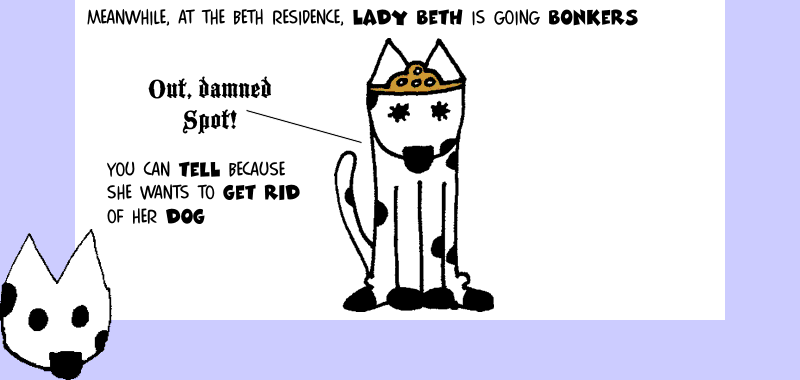 MEANWHILE, AT THE BETH RESIDENCE, LADY BETH IS GOING BONKERS
Out, damned
Spot!
YOU CAN TELL BECAUSE
SHE WANTS TO GET RID
OF HER DOG